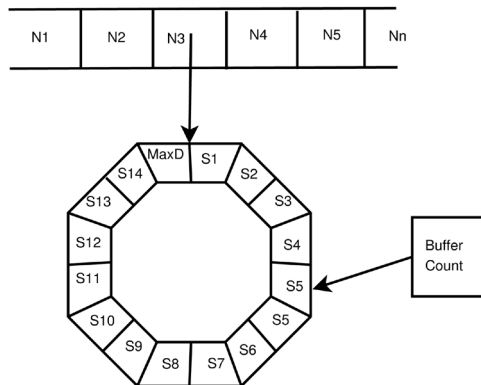 N1 N2 N3 N4 N5 Nn
MaxD S1
S14 S2
S13 S3
S12 S4
Buffer
Count
S11 S5
S10 S5
S9 S6
S8 S7